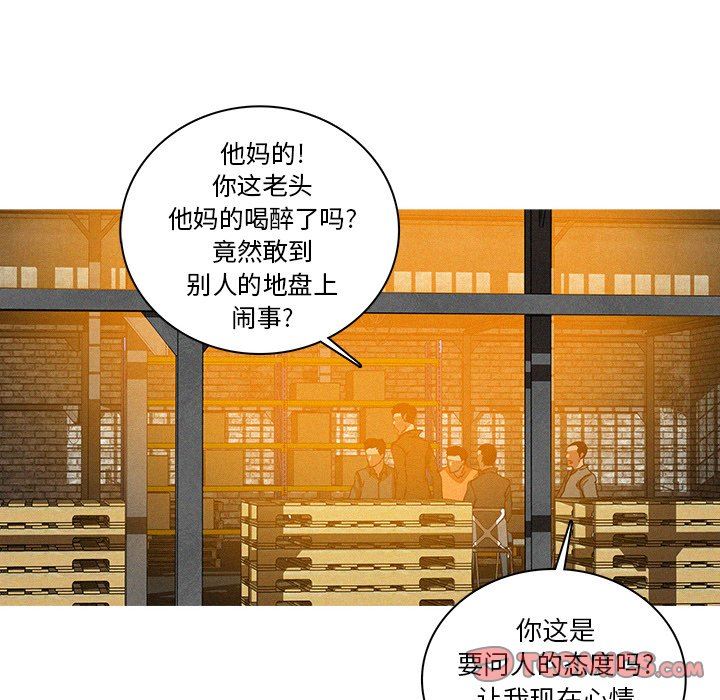 他妈的!
你这老头
他妈的喝醉了吗?
竟然敢到
别人的地盘上
闹事?
你这是
要问人的态度吗?
让我现在心情